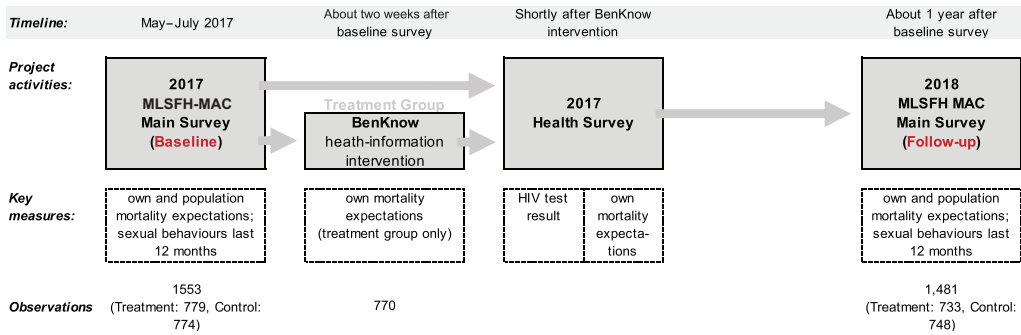 Timeline:
May–July 2017
About two weeks after
baseline survey
Shortly after BenKnow
intervention
About 1 year after
baseline survey
Project
activities:
2017
MLSFH-MAC
Main Survey
(Baseline)
Treatment Group
BenKnow
heath-information
intervention
2017
Health Survey
2018
MLSFH MAC
Main Survey
(Follow-up)
Key
measures:
own and population
mortality expectations;
sexual behaviours last
12 months
own mortality
expectations
(treatment group only)
HIV test
result
own
mortality
expecta-
tions
own and population
mortality expectations;
sexual behaviours last
12 months
Observations
1553
(Treatment: 779, Control:
774)
770
1,481
(Treatment: 733, Control:
748)